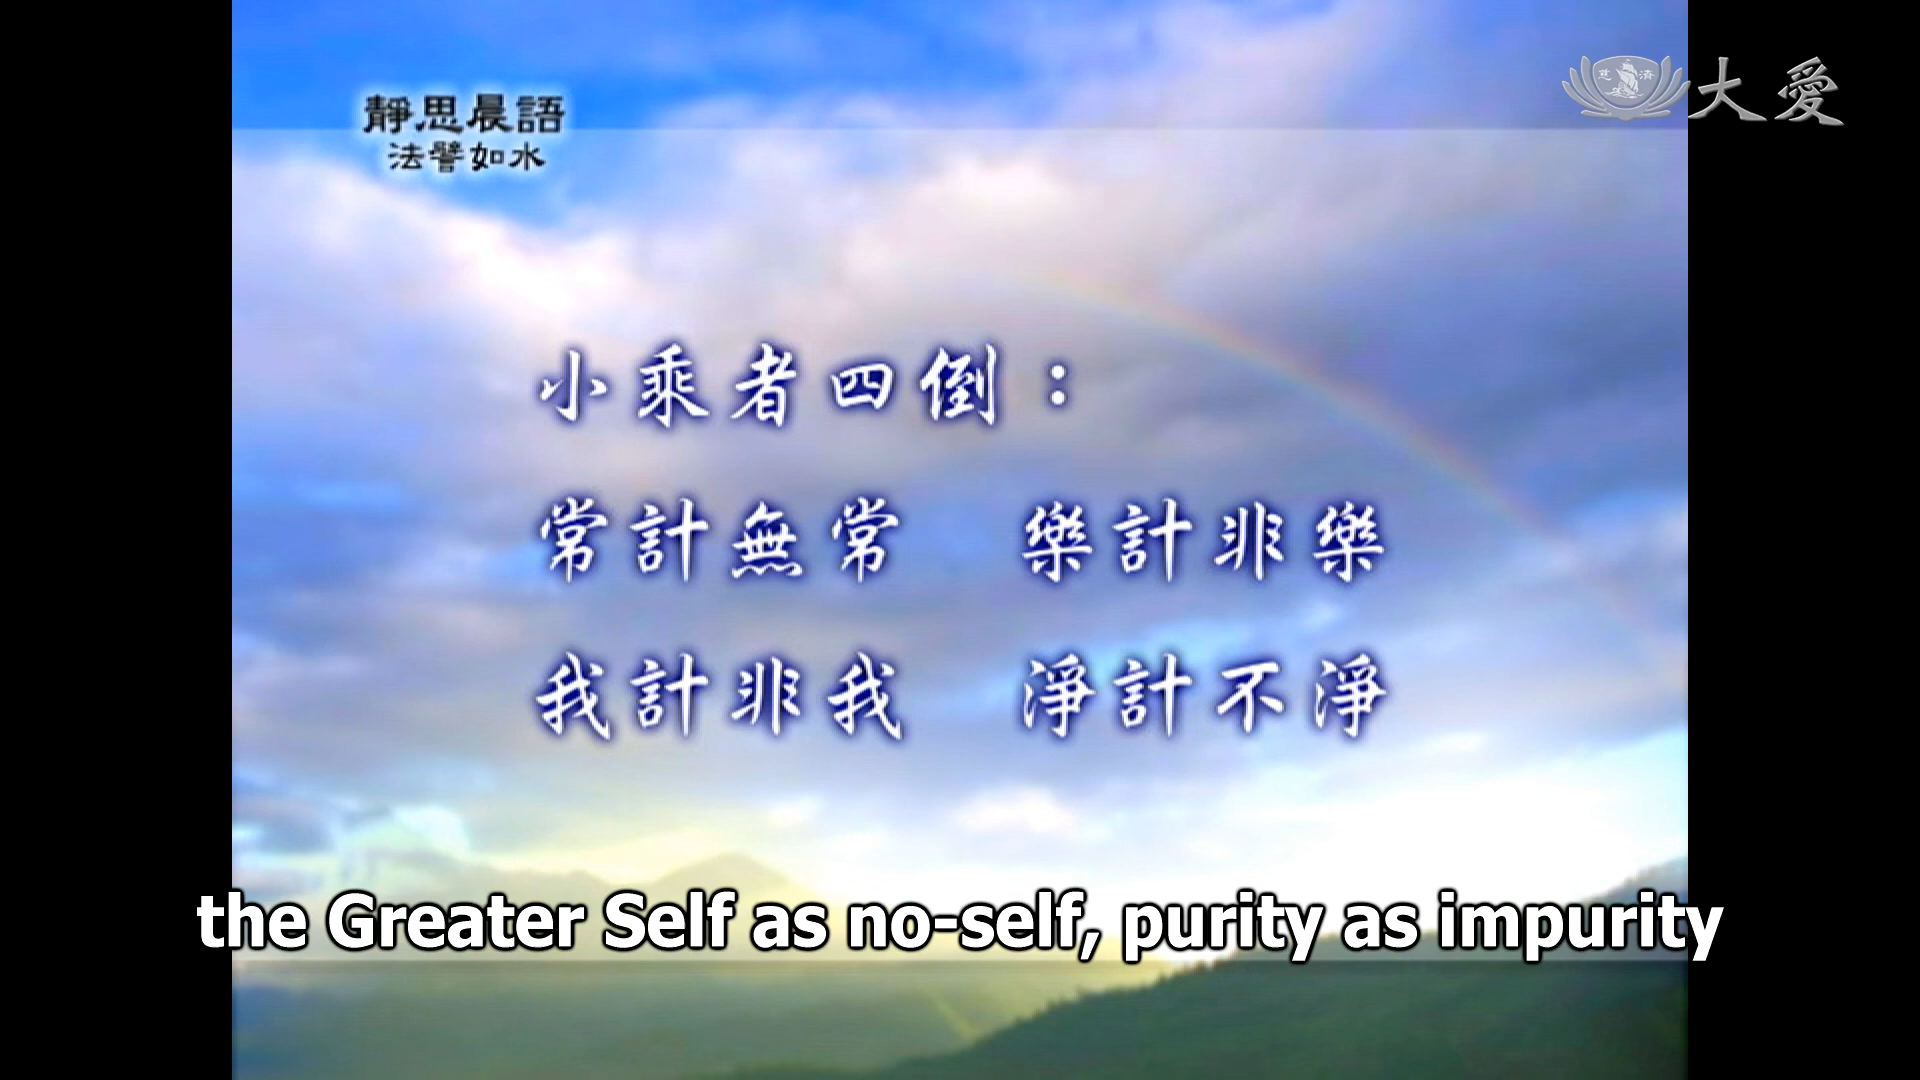 靜思晨語
法譬如水
慈濟
大愛
小乘者四倒：
常計無常 樂計非樂
我計非我 淨計不淨
the Greater Self as no-self, purity as impurity